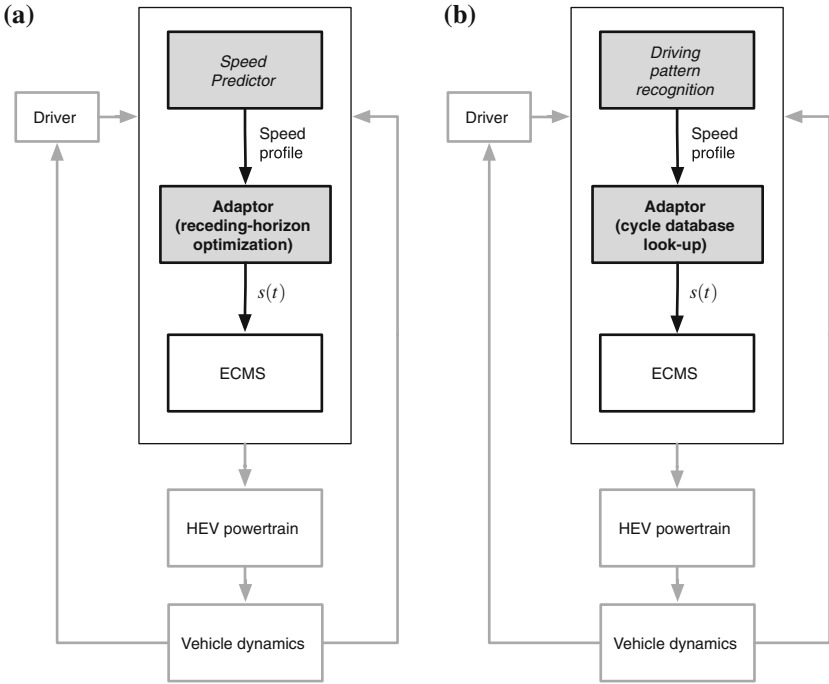 (a)
Speed
Predictor
Driver
Speed
profile
Adaptor
(receding-horizon
optimization)
s(t)
ECMS
HEV powertrain
Vehicle dynamics
(b)
Driving
pattern
recognition
Driver
Speed
profile
Adaptor
(cycle database
look-up)
s(t)
ECMS
HEV powertrain
Vehicle dynamics